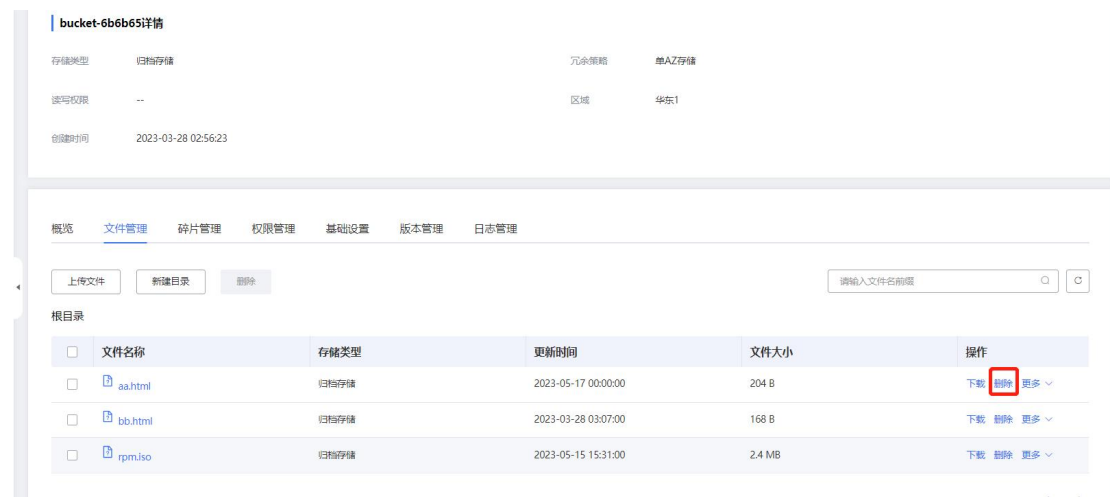 bucket-6b6b65详情
存储类型 归档存储 冗余策略 单AZ存储
读写权限 -- 区域 华东1
创建时间 2023-03-28 02:56:23
概览 文件管理 碎片管理 权限管理 基础设置 版本管理 日志管理
上传文件 新建目录 删除 请输入文件名前缀
根目录
文件名称 存储类型 更新时间 文件大小 操作
aa.html 归档存储 2023-05-17 00:00:00 204 B 下载 删除 更多
bb.html 归档存储 2023-03-28 03:07:00 168 B 下载 删除 更多
rpm.iso 归档存储 2023-05-15 15:31:00 2.4 MB 下载 删除 更多